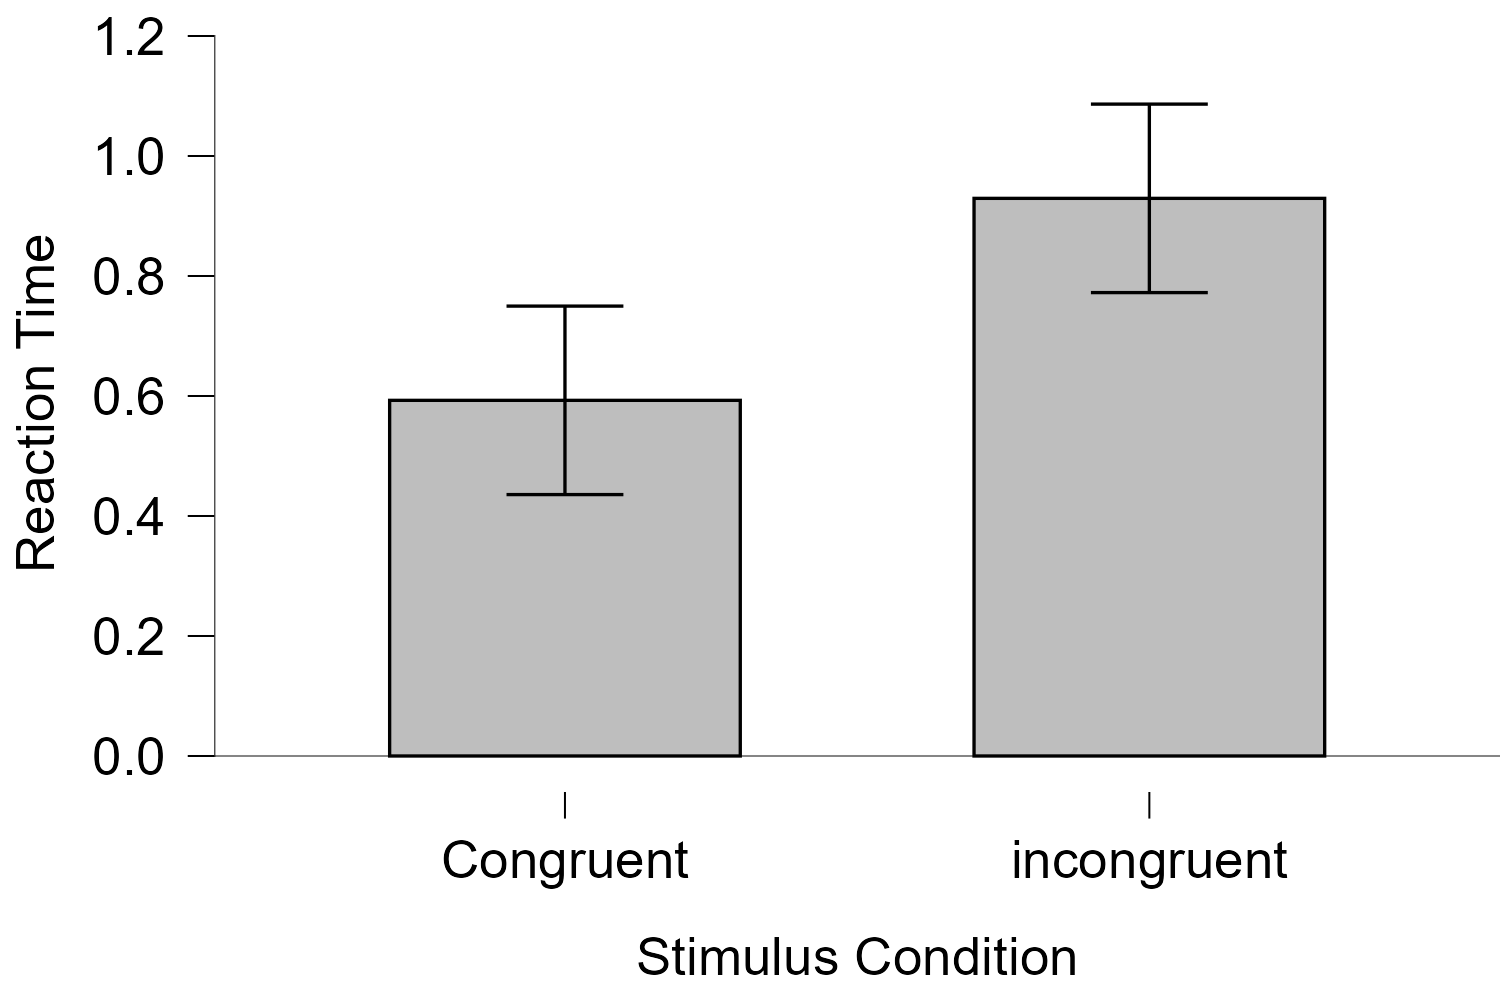 1.2
1.0
0.8
0.6
0.4
0.2
0.0
Reaction Time
Congruent
incongruent
Stimulus Condition